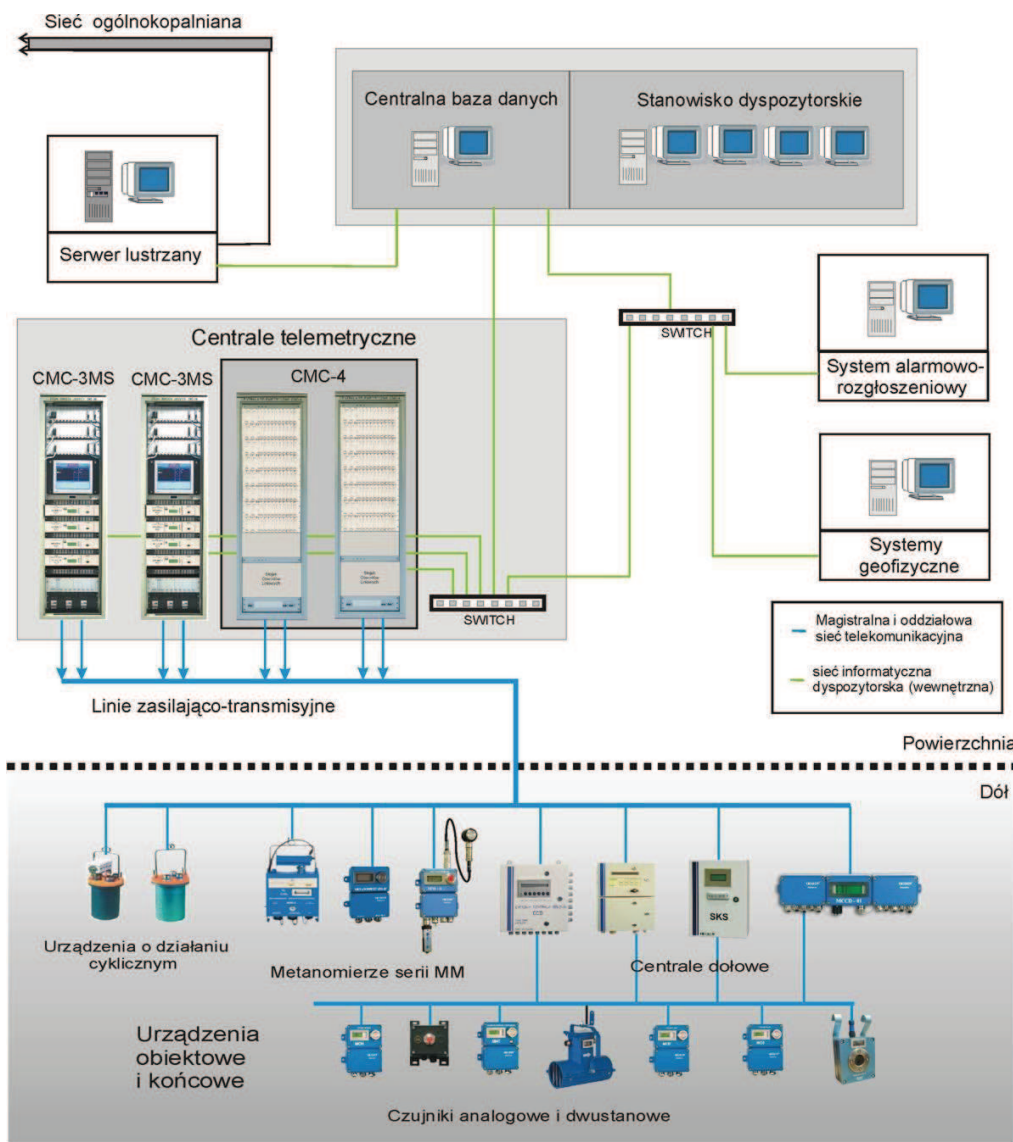 Sieć ogólnokopalniana
Centralna baza danych
Stanowisko dyspozytorskie
Serwer lustrzany
SWITCH
System alarmowo-
rozgłoszeniowy
Centrale telemetryczne
CMC-3MS
CMC-3MS
CMC-4
Systemy
geofizyczne
SWITCH
Magistralna i oddziałowa
sieć telekomunikacyjna
sieć informatyczna
dyspozytorska (wewnętrzna)
Linie zasilająco-transmisyjne
Powierzchnia
Dół
SKS
Urządzenia o działaniu
cyklicznym
Metanomierze serii MM
Centrale dołowe
Urządzenia
obiektowe
i końcowe
Czujniki analogowe i dwustanowe